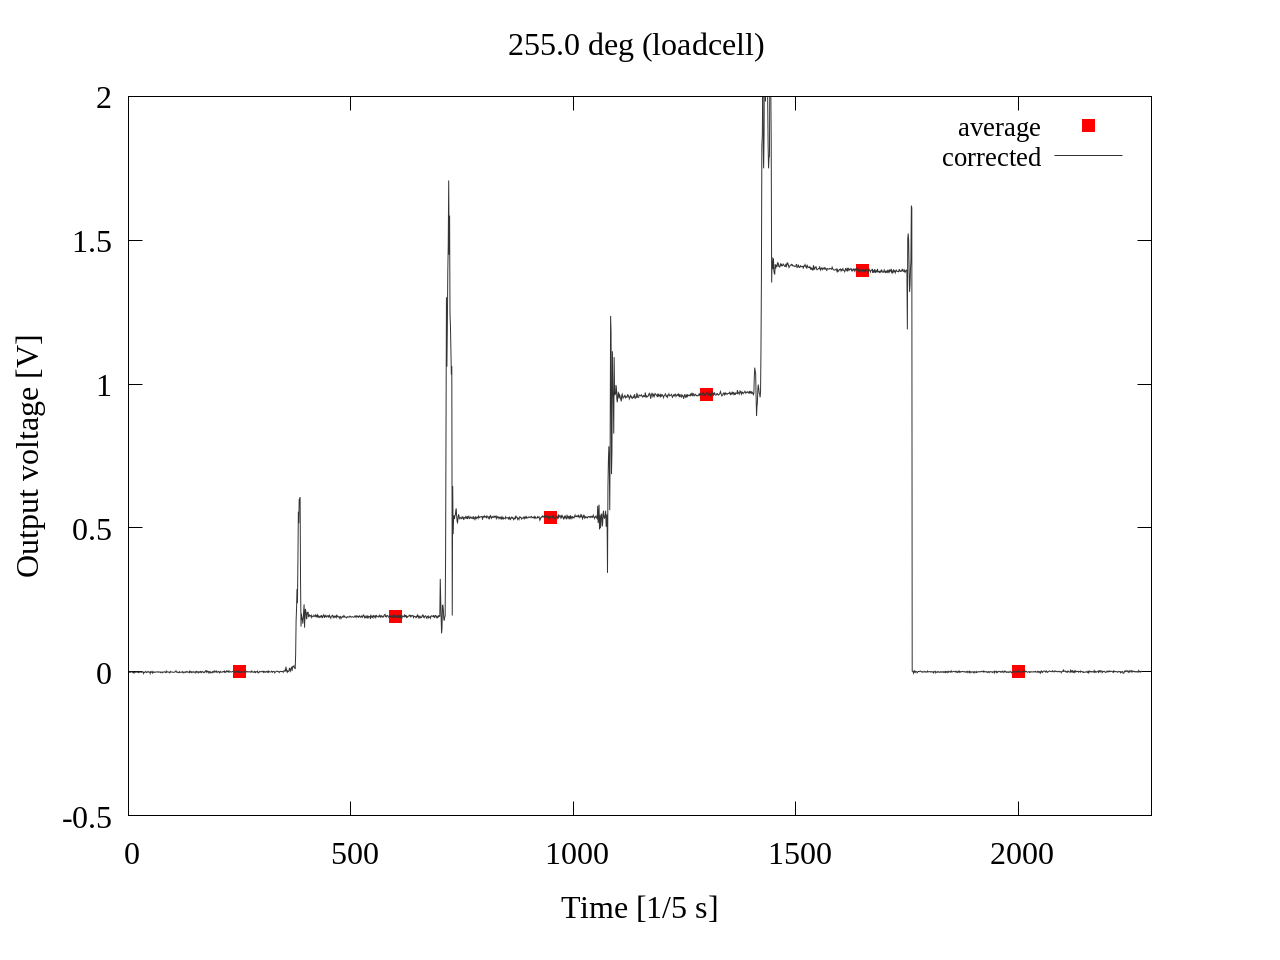 255.0 deg (loadcell)
average
corrected
2
1.5
1
0.5
0
-0.5
Output voltage [V]
0 500 1000 1500 2000
Time [1/5 s]